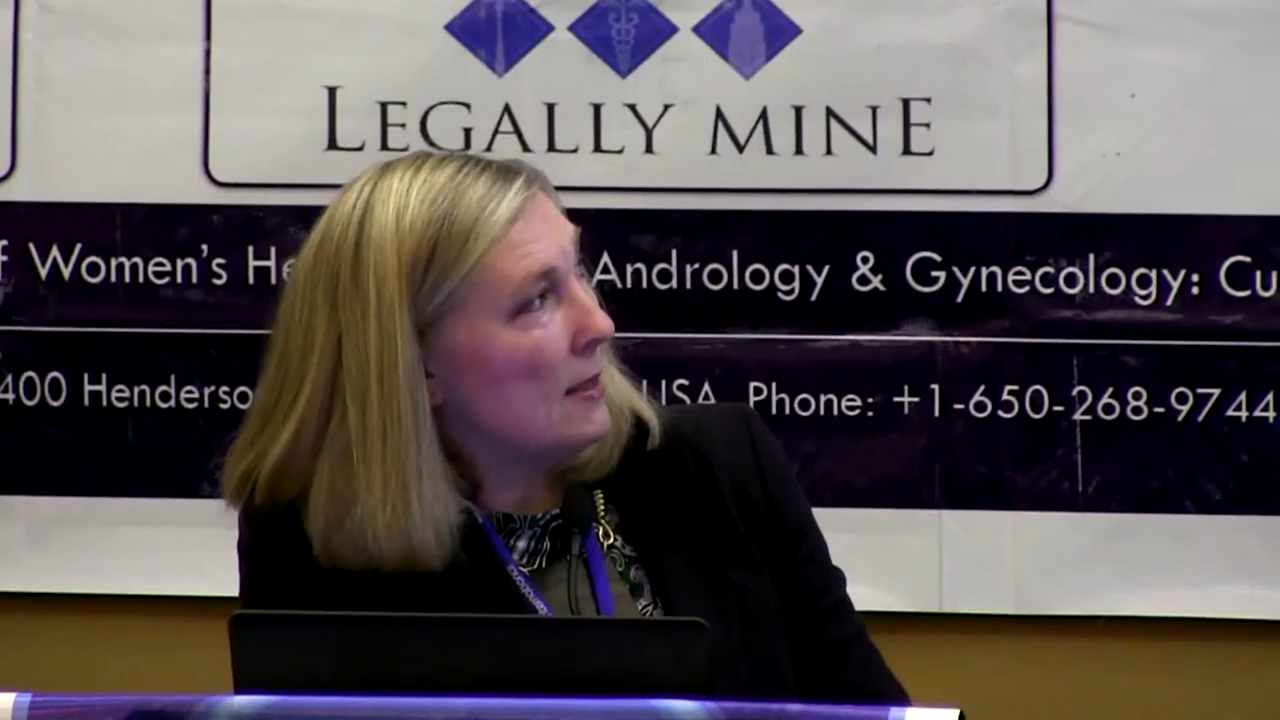 LEGALLY MINE
f Women's He Andrology & Gynecology: Cu
400 Henderso USA Phone: +1-650-268-9744